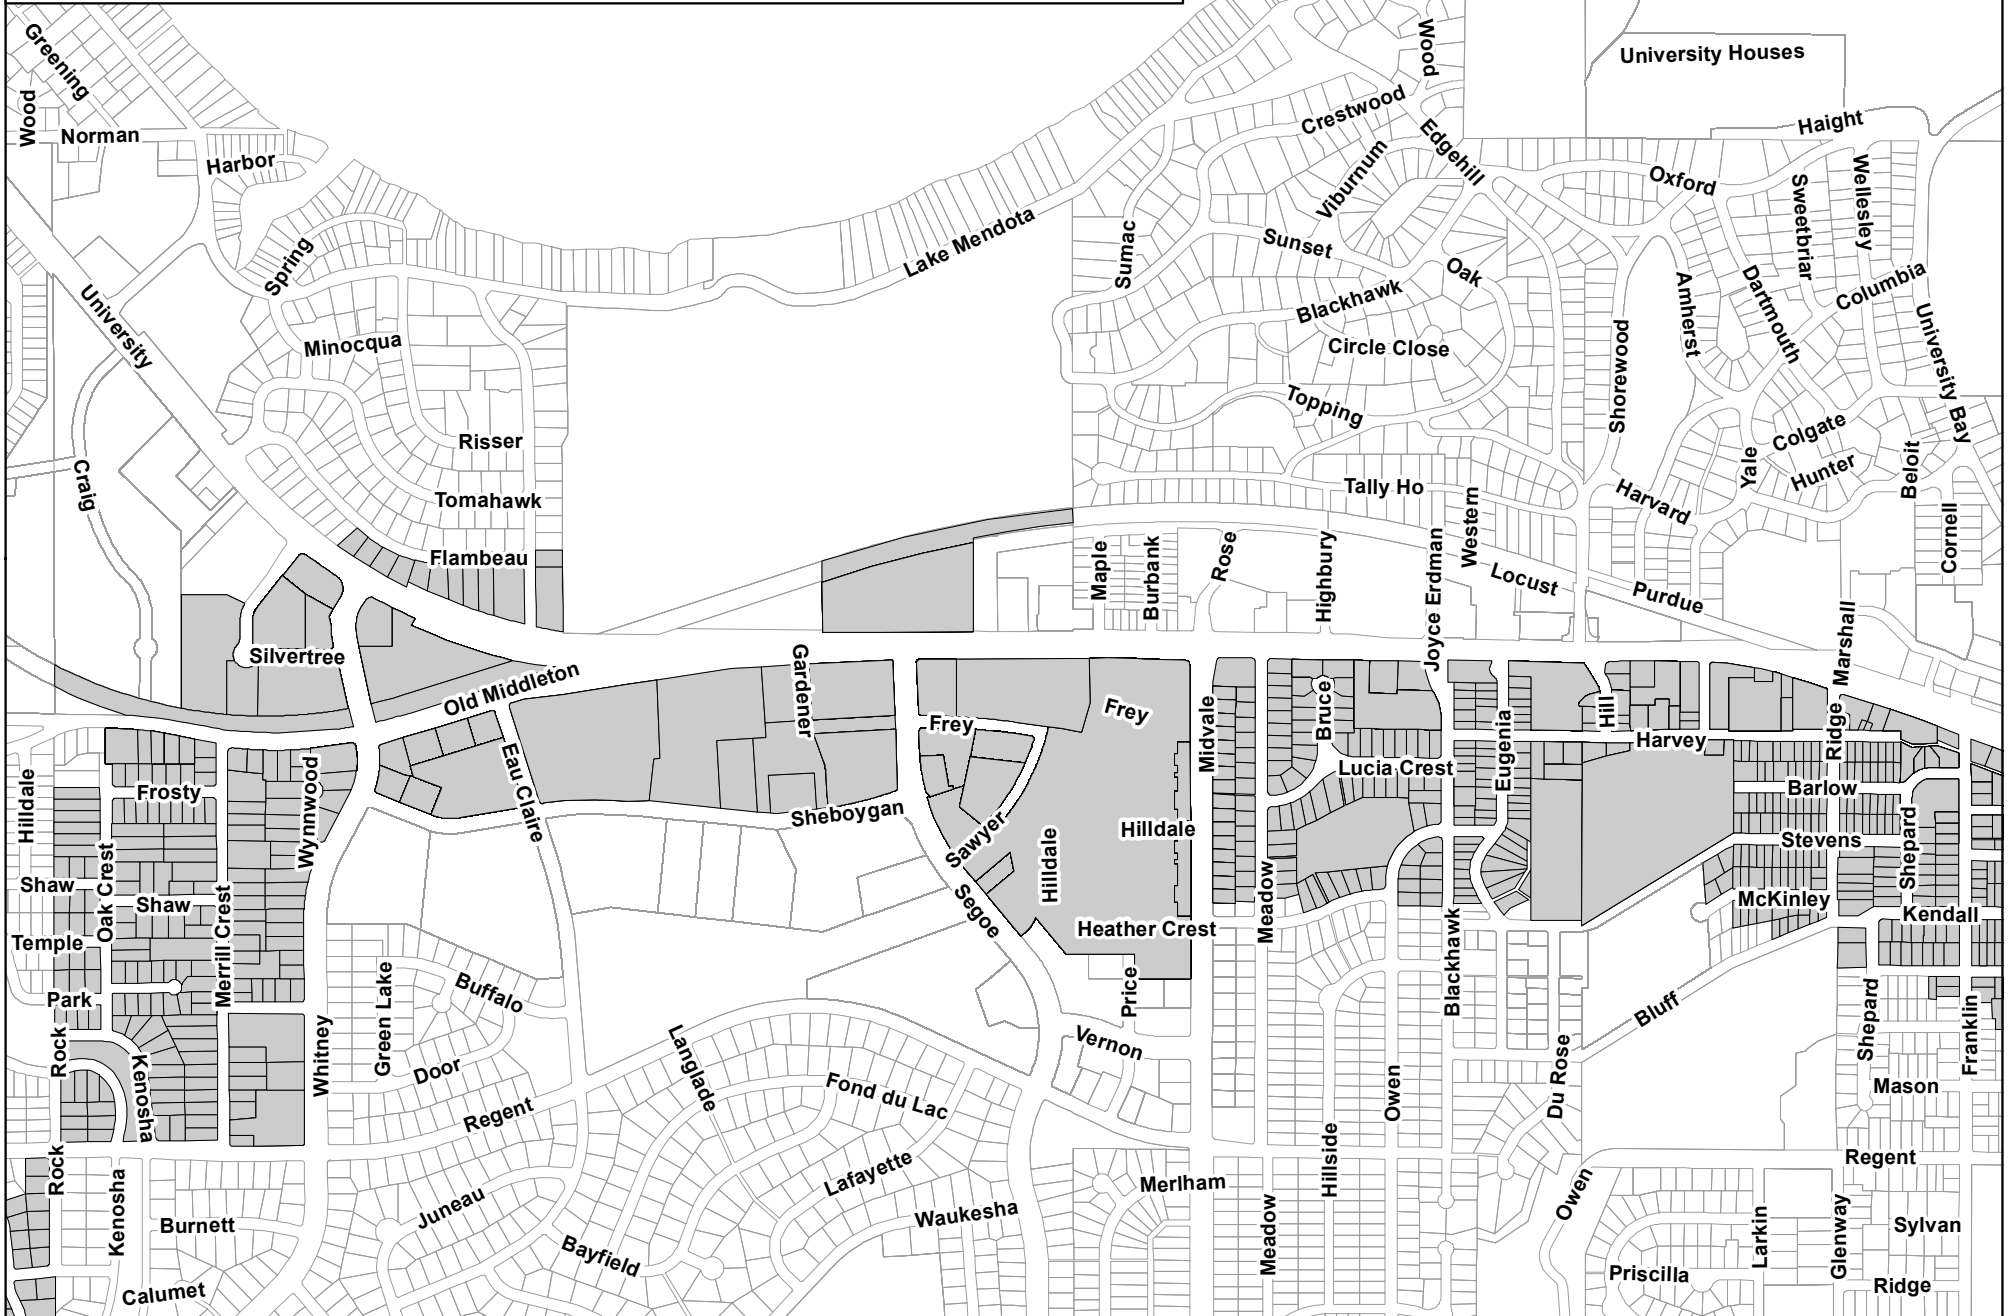 Greening
Wood
Wood
University Houses
Norman
Harbor
Crestwood
Edgehill
Haight
Viburnum
Oxford
Sweetbriar
Wellesley
Spring
Lake Mendota
Sumac
Sunset
Oak
Blackhawk
Amherst
Dartmouth
Columbia
University
Minocqua
Circle Close
Shorewood
University Bay
Topping
Risser
Colgate
Craig
Tomahawk
Tally Ho
Western
Harvard
Yale
Hunter
Beloit
Cornell
Flambeau
Maple
Burbank
Rose
Highbury
Joyce Erdman
Locust
Purdue
Marshall
Silvertree
Old Middleton
Gardener
Frey
Frey
Midvale
Bruce
Eugenia
Hill
Harvey
Ridge
Hilldale
Frosty
Wynnwood
Eau Claire
Sheboygan
Lucia Crest
Barlow
Sawyer
Hilldale
Hilldale
Stevens
Shepard
Shaw
Oak Crest
Shaw
Merrill Crest
Segoe
Heather Crest
Meadow
Blackhawk
McKinley
Kendall
Temple
Park
Green Lake
Buffalo
Price
Bluff
Shepard
Franklin
Rock
Kenosha
Whitney
Door
Langlade
Vernon
Fond du Lac
Owen
Du Rose
Mason
Regent
Rock
Kenosha
Burnett
Juneau
Lafayette
Merlham
Hillside
Regent
Waukesha
Meadow
Owen
Larkin
Glenway
Sylvan
Bayfield
Calumet
Priscilla
Ridge